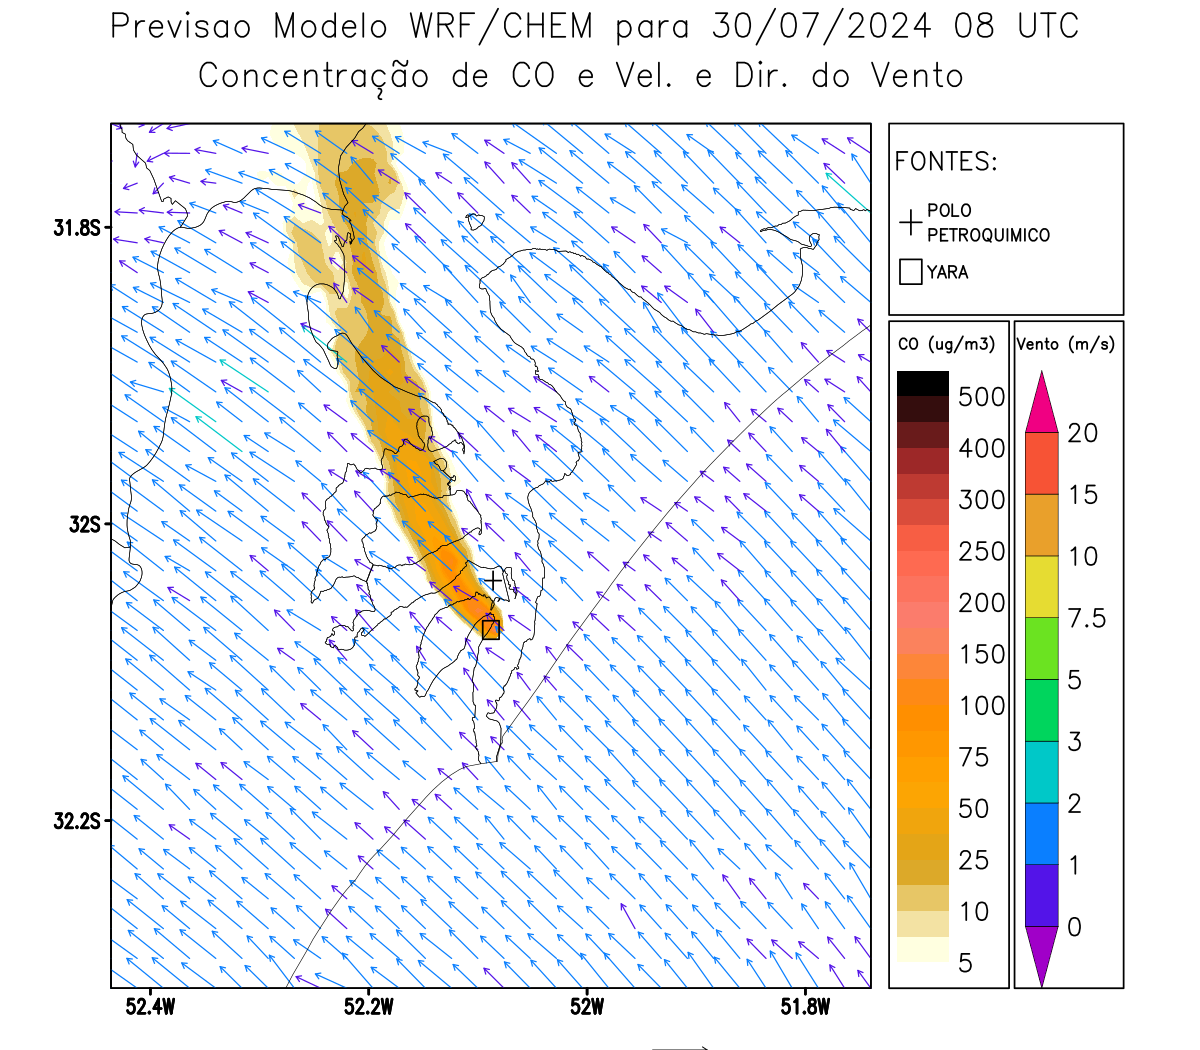 Previsao Modelo WRF/CHEM para 30/07/2024 08 UTC
Concentração de CO e Vel. e Dir. do Vento
FONTES:
POLO
PETROQUIMICO
YARA
CO (ug/m3)
500
400
300
250
200
150
100
75
50
25
10
5
Vento (m/s)
20
15
10
7.5
5
3
2
1
0
31.8S
32S
32.2S
52.4W
52.2W
52W
51.8W